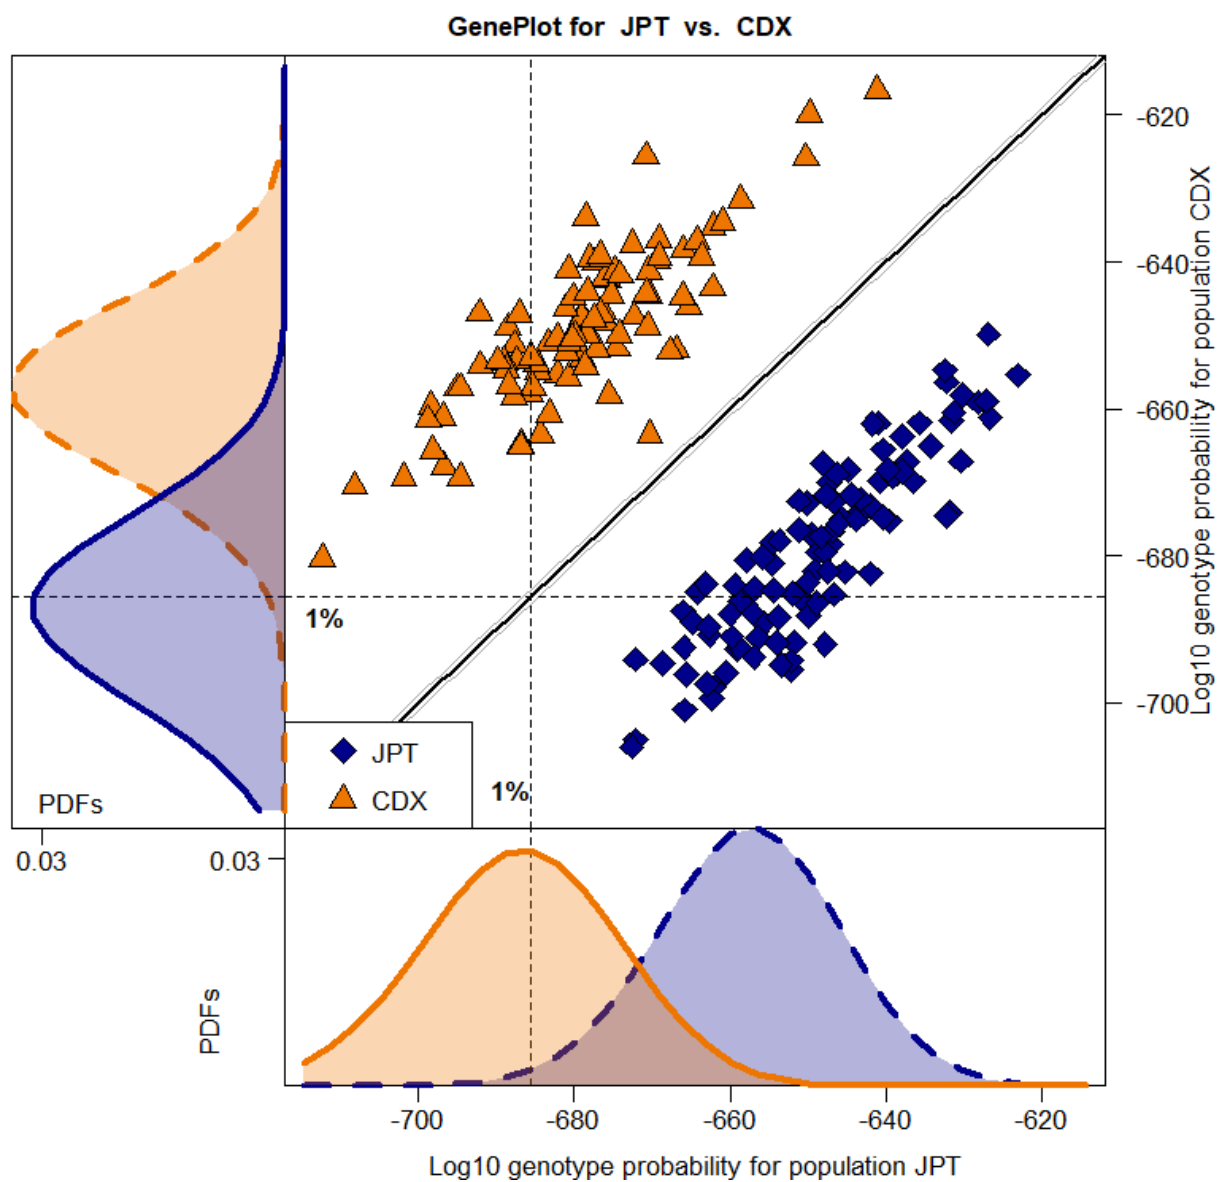 GenePlot for JPT vs. CDX
-620
-640
-660
-680
-700
Log10 genotype probability for population CDX
1%
1%
JPT
CDX
PDFs
0.03
0.03
PDFs
-700
-680
-660
-640
-620
Log10 genotype probability for population JPT